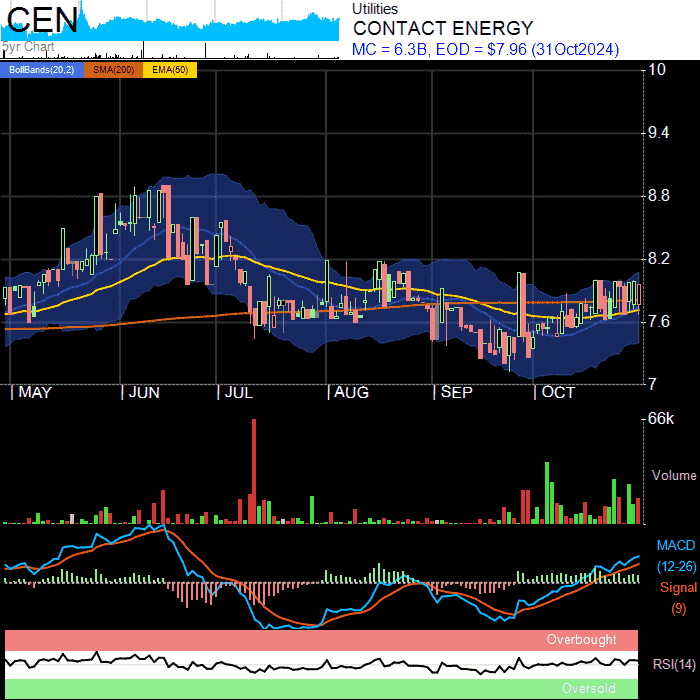 CEN
5yr Chart
Utilities
CONTACT ENERGY
MC = 6.3B, EOD = $7.96 (31Oct2024)
BollBands(20,2) SMA(200) EMA(50)
10
9.4
8.8
8.2
7.6
7
MAY JUN JUL AUG SEP OCT
66k
Volume
MACD
(12-26)
Signal
(9)
Overbought
RSI(14)
Oversold